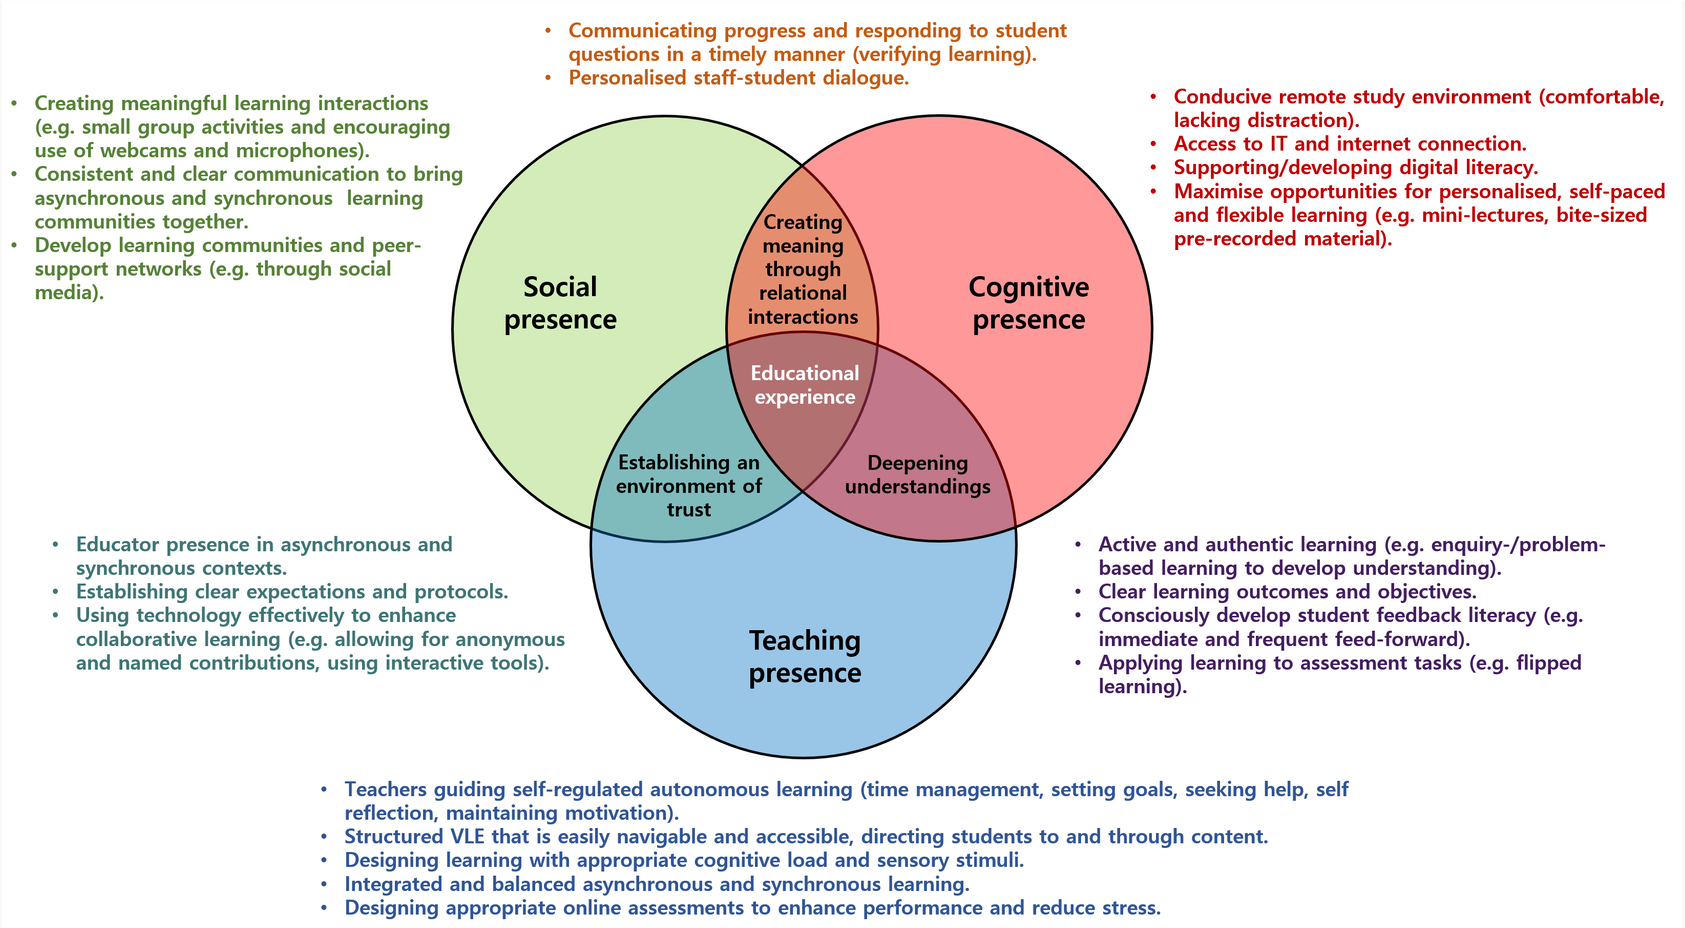 • Communicating progress and responding to student
questions in a timely manner (verifying learning).
• Personalised staff-student dialogue.
• Creating meaningful learning interactions
(e.g. small group activities and encouraging
use of webcams and microphones).
• Consistent and clear communication to bring
asynchronous and synchronous learning
communities together.
• Develop learning communities and peer-
support networks (e.g. through social
media).
• Conducive remote study environment (comfortable,
lacking distraction).
• Access to IT and internet connection.
• Supporting/developing digital literacy.
• Maximise opportunities for personalised, self-paced
and flexible learning (e.g. mini-lectures, bite-sized
pre-recorded material).
Social
presence
Creating
meaning
through
relational
interactions
Cognitive
presence
Educational
experience
Establishing an
environment of
trust
Deepening
understandings
Teaching
presence
• Educator presence in asynchronous and
synchronous contexts.
• Establishing clear expectations and protocols.
• Using technology effectively to enhance
collaborative learning (e.g. allowing for anonymous
and named contributions, using interactive tools).
• Active and authentic learning (e.g. enquiry-/problem-
based learning to develop understanding).
• Clear learning outcomes and objectives.
• Consciously develop student feedback literacy (e.g.
immediate and frequent feed-forward).
• Applying learning to assessment tasks (e.g. flipped
learning).
• Teachers guiding self-regulated autonomous learning (time management, setting goals, seeking help, self
reflection, maintaining motivation).
• Structured VLE that is easily navigable and accessible, directing students to and through content.
• Designing learning with appropriate cognitive load and sensory stimuli.
• Integrated and balanced asynchronous and synchronous learning.
• Designing appropriate online assessments to enhance performance and reduce stress.